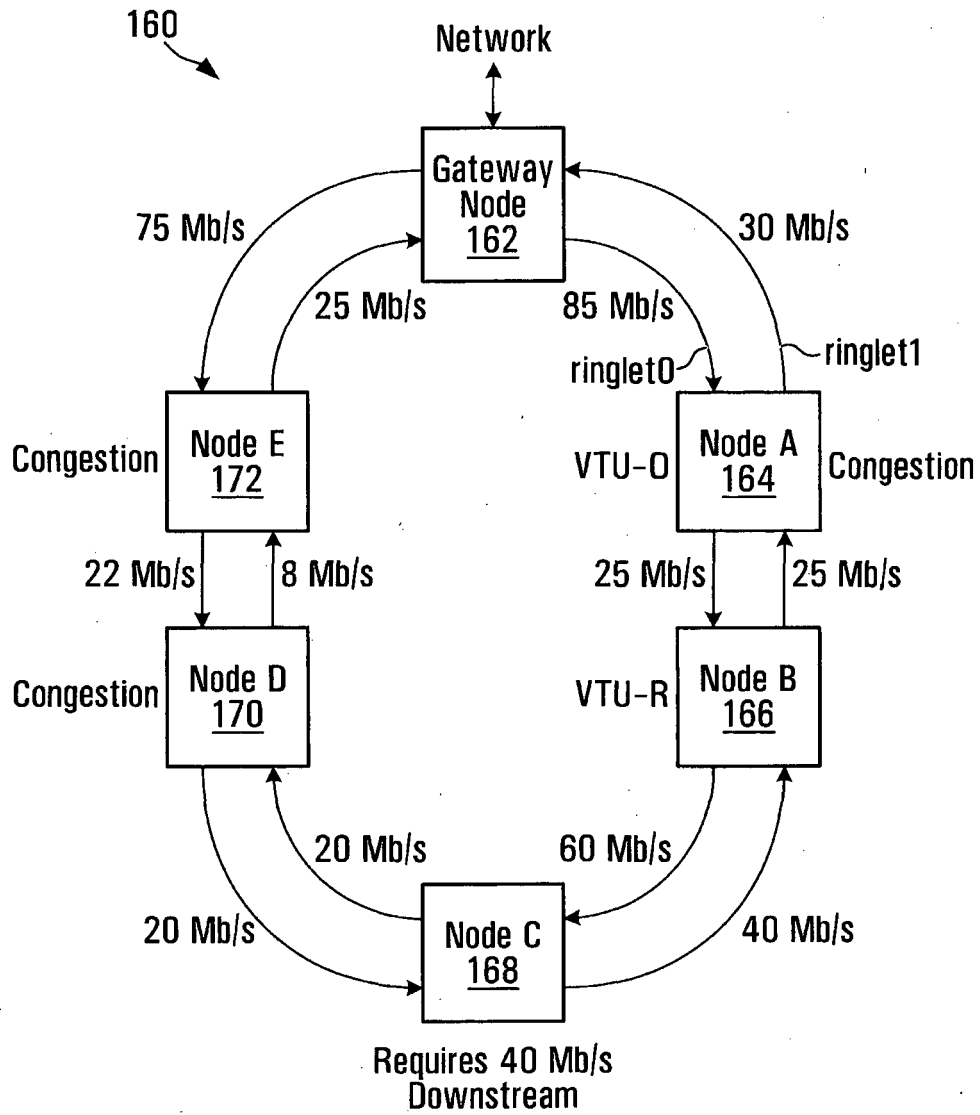 160
Network
Gateway
Node
162
75 Mb/s
30 Mb/s
25 Mb/s
85 Mb/s
ringlet0
ringlet1
Congestion
Node E
172
VTU-O
Node A
164
Congestion
22 Mb/s
8 Mb/s
25 Mb/s
25 Mb/s
Congestion
Node D
170
VTU-R
Node B
166
20 Mb/s
60 Mb/s
20 Mb/s
40 Mb/s
Node C
168
Requires 40 Mb/s
Downstream